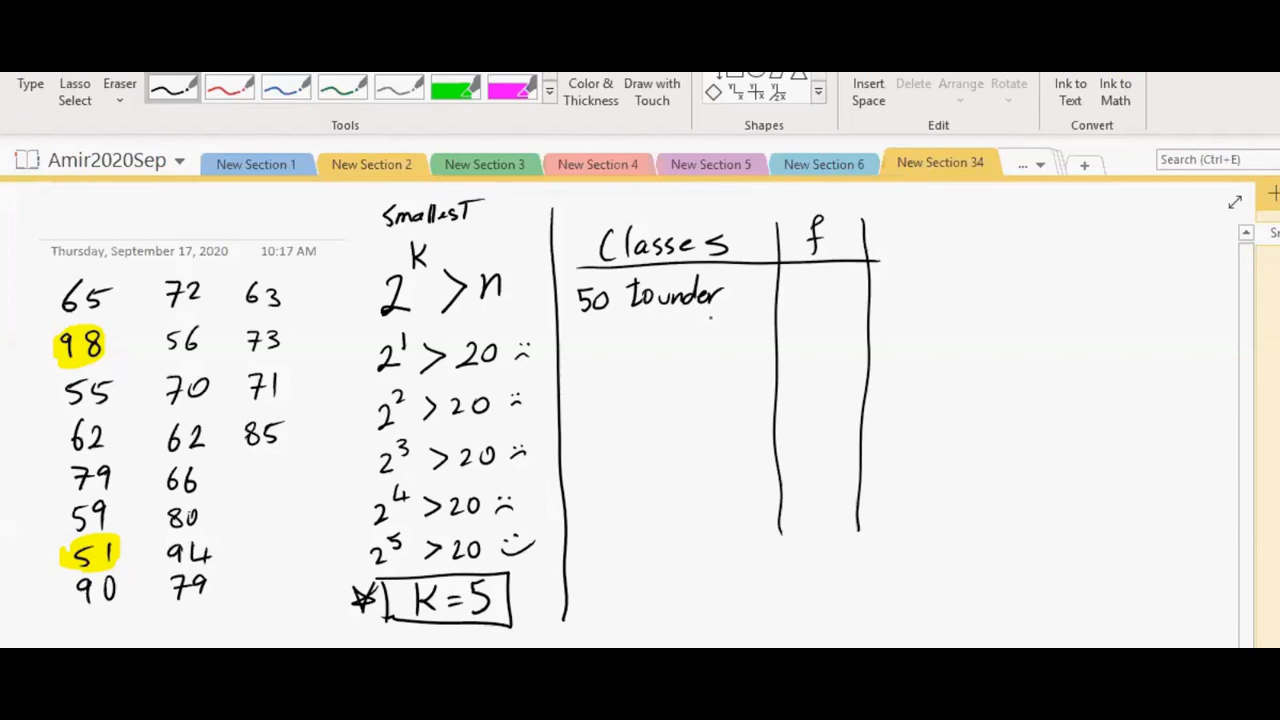 Type Lasso Select Eraser Color & Thickness Draw with Touch Insert Space Delete Arrange Rotate Ink to Text Ink to Math
Tools Shapes Edit Convert
Amir2020Sep New Section 1 New Section 2 New Section 3 New Section 4 New Section 5 New Section 6 New Section 34 ... Search (Ctrl+E)
Thursday, September 17, 2020 10:17 AM
65 72 63
98 56 73
55 70 71
62 62 85
79 66
59 80
51 94
90 79
Smallest
2^k > n
2^1 > 20 ☹
2^2 > 20 ☹
2^3 > 20 ☹
2^4 > 20 ☹
2^5 > 20 ☺
☆ K = 5
Classes f
50 to under